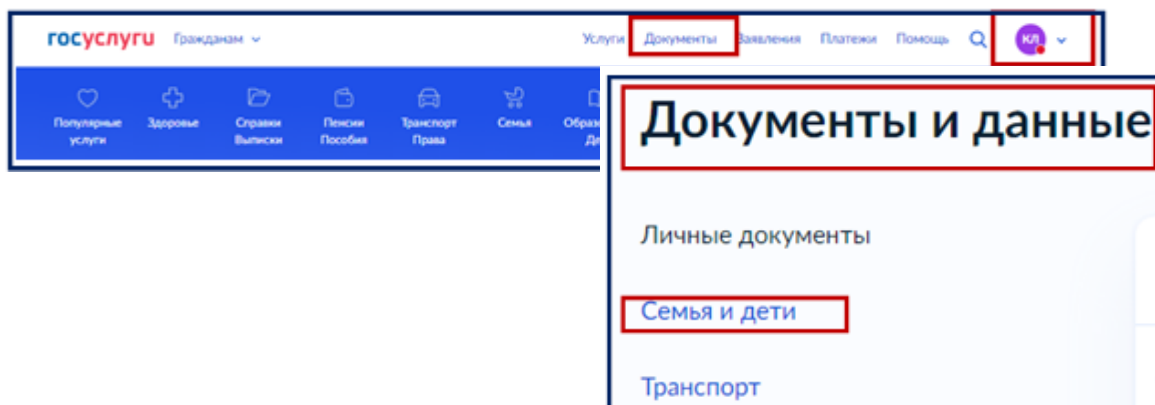 госуслуги Гражданам Услуги Документы Заявления Платежи Помощь КЛ
Популярные Здоровье Справки Пенсии Транспорт Семья
услуги Выписки Пособия Права
Документы и данные
Личные документы
Семья и дети
Транспорт